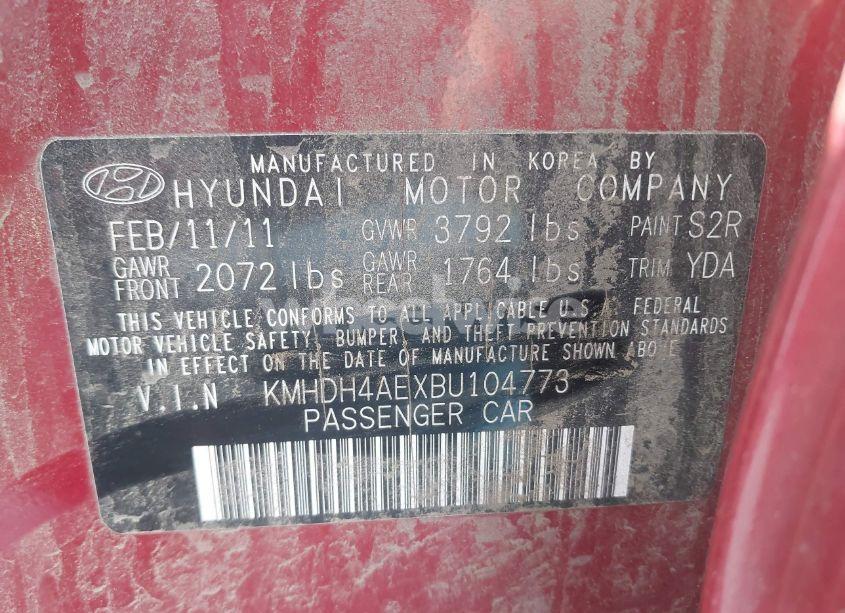 MANUFACTURED IN KOREA BY
HYUNDAI MOTOR COMPANY
FEB/11/11 GVWR 3792 lbs PAINT S2R
GAWR FRONT 2072 lbs GAWR REAR 1764 lbs TRIM YDA
THIS VEHICLE CONFORMS TO ALL APPLICABLE U.S. FEDERAL
MOTOR VEHICLE SAFETY, BUMPER AND THEFT PREVENTION STANDARDS
IN EFFECT ON THE DATE OF MANUFACTURE SHOWN ABOVE.
V.I.N KMHDH4AEXBU104773
PASSENGER CAR